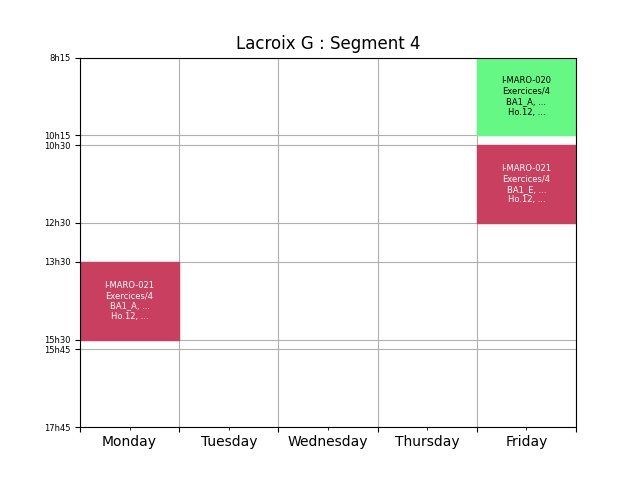 Lacroix G : Segment 4
8h15
I-MARO-020
Exercices/4
BA1_A, ...
Ho.12, ...
10h15
10h30
I-MARO-021
Exercices/4
BA1_E, ...
Ho.12, ...
12h30
13h30
I-MARO-021
Exercices/4
BA1_A, ...
Ho.12, ...
15h30
15h45
17h45
Monday Tuesday Wednesday Thursday Friday